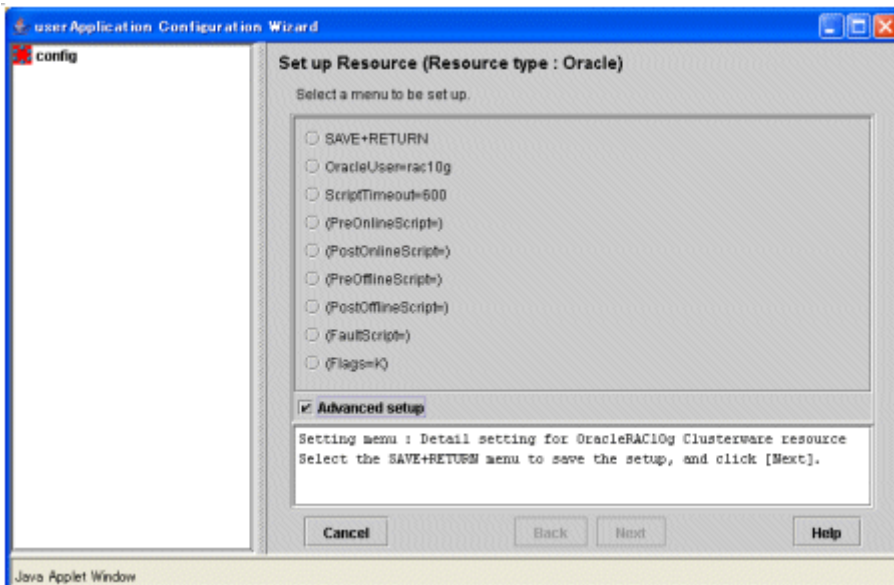 userApplication Configuration Wizard
config
Set up Resource (Resource type : Oracle)
Select a menu to be set up.
SAVE+RETURN
OracleUser=rac10g
ScriptTimeout=600
(PreOnlineScript=)
(PostOnlineScript=)
(PreOfflineScript=)
(PostOfflineScript=)
(FaultScript=)
(Flags=K)
Advanced setup
Setting menu : Detail setting for OracleRAC10g Clusterware resource
Select the SAVE+RETURN menu to save the setup, and click [Next].
Cancel
Back
Next
Help
Java Applet Window